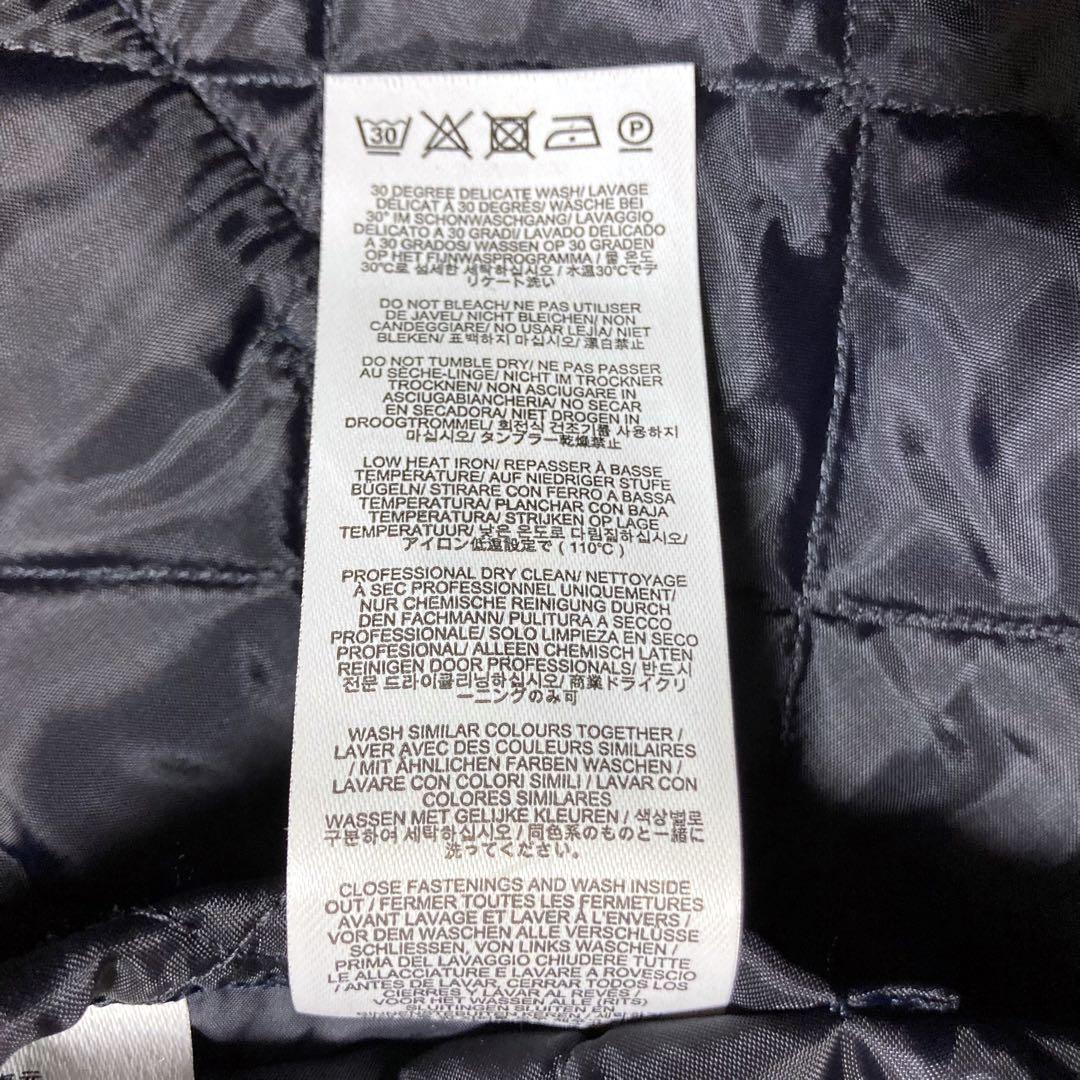 30
P
30 DEGREE DELICATE WASH/ LAVAGE
DELICAT À 30 DEGRES/ WÄSCHE BEI
30° IM SCHONWASCHGANG/ LAVAGGIO
DELICATO A 30 GRADI/ LAVADO DELICADO
A 30 GRADOS/ WASSEN OP 30 GRADEN
OP HET FIJNWASPROGRAMMA / 물 온도
30℃로 섬세한 세탁하십시오 / 水温30℃でデ
リケート洗い
DO NOT BLEACH/ NE PAS UTILISER
DE JAVEL/ NICHT BLEICHEN/ NON
CANDEGGIARE/ NO USAR LEJIA/ NIET
BLEKEN/ 표백하지 마십시오/ 漂白禁止
DO NOT TUMBLE DRY/ NE PAS PASSER
AU SÈCHE-LINGE/ NICHT IM TROCKNER
TROCKNEN/ NON ASCIUGARE IN
ASCIUGABIANCHERIA/ NO SECAR
EN SECADORA/ NIET DROGEN IN
DROOGTROMMEL/ 회전식 건조기를 사용하지
마십시오/ タンブラー乾燥禁止
LOW HEAT IRON/ REPASSER À BASSE
TEMPÉRATURE/ AUF NIEDRIGER STUFE
BÜGELN/ STIRARE CON FERRO A BASSA
TEMPERATURA/ PLANCHAR CON BAJA
TEMPERATURA/ STRIJKEN OP LAGE
TEMPERATUUR/ 낮은 온도로 다림질하십시오/
アイロン低温設定で ( 110℃ )
PROFESSIONAL DRY CLEAN/ NETTOYAGE
À SEC PROFESSIONNEL UNIQUEMENT/
NUR CHEMISCHE REINIGUNG DURCH
DEN FACHMANN/ PULITURA A SECCO
PROFESSIONALE/ SOLO LIMPIEZA EN SECO
PROFESIONAL/ ALLEEN CHEMISCH LATEN
REINIGEN DOOR PROFESSIONALS/ 반드시
전문 드라이클리닝하십시오/ 商業ドライクリ
ーニングのみ可
WASH SIMILAR COLOURS TOGETHER /
LAVER AVEC DES COULEURS SIMILAIRES
/ MIT ÄHNLICHEN FARBEN WASCHEN /
LAVARE CON COLORI SIMILI / LAVAR CON
COLORES SIMILARES
WASSEN MET GELIJKE KLEUREN / 색상별로
구분하여 세탁하십시오 / 同色系のものと一緒に
洗ってください。
CLOSE FASTENINGS AND WASH INSIDE
OUT / FERMER TOUTES LES FERMETURES
AVANT LAVAGE ET LAVER À L'ENVERS /
VOR DEM WASCHEN ALLE VERSCHLÜSSE
SCHLIESSEN, VON LINKS WASCHEN /
PRIMA DEL LAVAGGIO CHIUDERE TUTTE
LE ALLACCIATURE E LAVARE A ROVESCIO
/ ANTES DE LAVAR, CERRAR TODOS LOS
CIERRES Y LAVAR AL REVÉS /
VOOR HET WASSEN ALLE (RITS)
SLUITINGEN SLUITEN EN